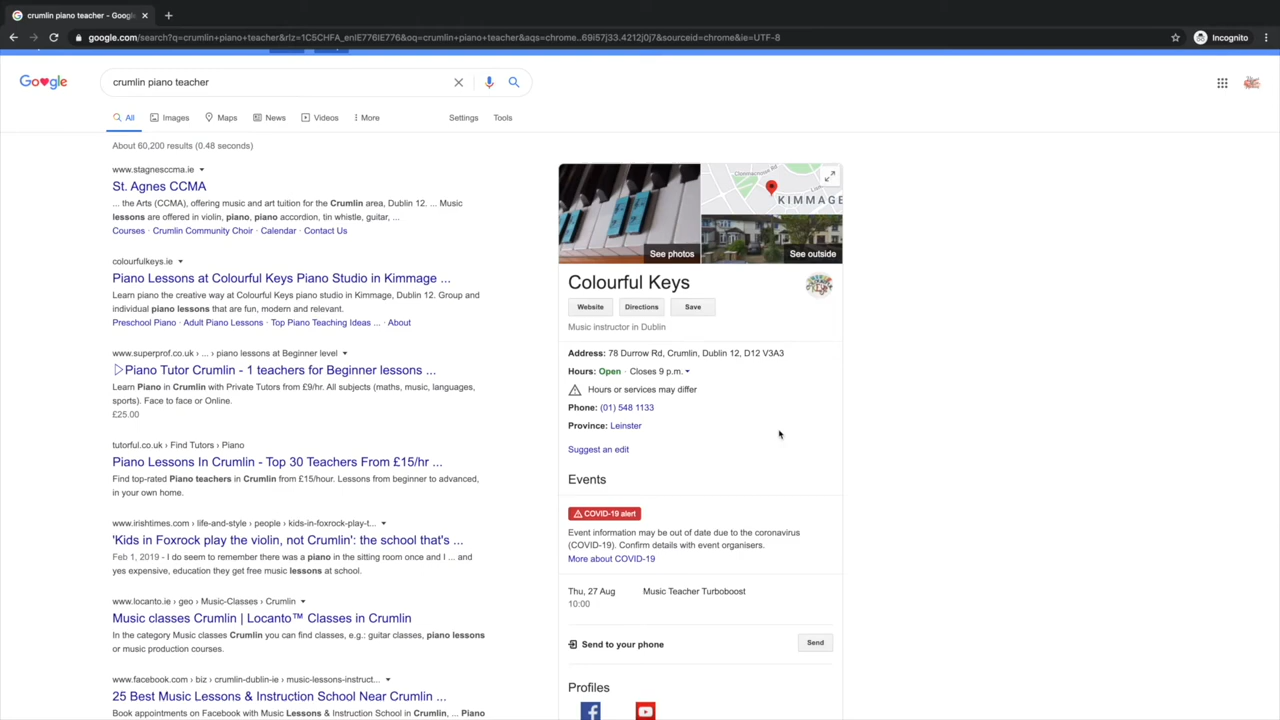 crumlin piano teacher - Google
google.com/search?q=crumlin+piano+teacher&rlz=1C5CHFA_enIE776IE776&oq=crumlin+piano+teacher&aqs=chrome..69i57j33.4212j0j7&sourceid=chrome&ie=UTF-8
Incognito
crumlin piano teacher
All
Images
Maps
News
Videos
More
Settings
Tools
About 60,200 results (0.48 seconds)
www.stagnesccma.ie
St. Agnes CCMA
... the Arts (CCMA), offering music and art tuition for the Crumlin area, Dublin 12. ... Music
lessons are offered in violin, piano, piano accordion, tin whistle, guitar, ...
Courses · Crumlin Community Choir · Calendar · Contact Us
colourfulkeys.ie
Piano Lessons at Colourful Keys Piano Studio in Kimmage ...
Learn piano the creative way at Colourful Keys piano studio in Kimmage, Dublin 12. Group and
individual piano lessons that are fun, modern and relevant.
Preschool Piano · Adult Piano Lessons · Top Piano Teaching Ideas ... · About
www.superprof.co.uk › ... › piano lessons at Beginner level
▷Piano Tutor Crumlin - 1 teachers for Beginner lessons ...
Learn Piano in Crumlin with Private Tutors from £9/hr. All subjects (maths, music, languages,
sports). Face to face or Online.
£25.00
tutorful.co.uk › Find Tutors › Piano
Piano Lessons In Crumlin - Top 30 Teachers From £15/hr ...
Find top-rated Piano teachers in Crumlin from £15/hour. Lessons from beginner to advanced,
in your own home.
www.irishtimes.com › life-and-style › people › kids-in-foxrock-play-t...
'Kids in Foxrock play the violin, not Crumlin': the school that's ...
Feb 1, 2019 - I do seem to remember there was a piano in the sitting room once and I ... and
yes expensive, education they get free music lessons at school.
www.locanto.ie › geo › Music-Classes › Crumlin
Music classes Crumlin | Locanto™ Classes in Crumlin
In the category Music classes Crumlin you can find classes, e.g.: guitar classes, piano lessons
or music production courses.
www.facebook.com › biz › crumlin-dublin-ie › music-lessons-instruct...
25 Best Music Lessons & Instruction School Near Crumlin ...
Book appointments on Facebook with Music Lessons & Instruction School in Crumlin, ... Piano
KIMMAGE
See photos
See outside
Colourful Keys
Website
Directions
Save
Music instructor in Dublin
Address: 78 Durrow Rd, Crumlin, Dublin 12, D12 V3A3
Hours: Open · Closes 9 p.m.
Hours or services may differ
Phone: (01) 548 1133
Province: Leinster
Suggest an edit
Events
COVID-19 alert
Event information may be out of date due to the coronavirus
(COVID-19). Confirm details with event organisers.
More about COVID-19
Thu, 27 Aug Music Teacher Turboboost
10:00
Send to your phone
Send
Profiles